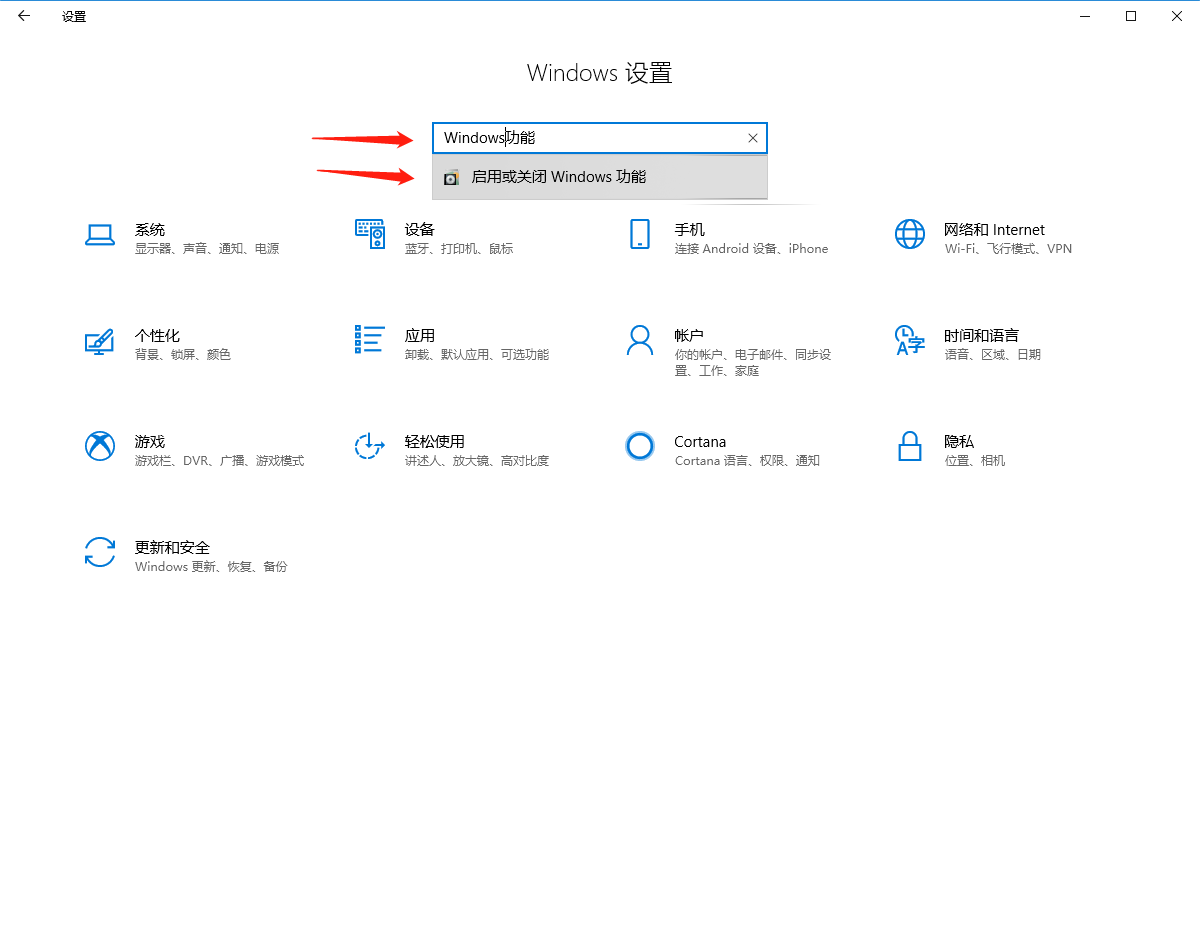 设置
Windows 设置
Windows功能
启用或关闭 Windows 功能
系统
显示器、声音、通知、电源
设备
蓝牙、打印机、鼠标
手机
连接 Android 设备、iPhone
网络和 Internet
Wi-Fi、飞行模式、VPN
个性化
背景、锁屏、颜色
应用
卸载、默认应用、可选功能
帐户
你的帐户、电子邮件、同步设
置、工作、家庭
时间和语言
语音、区域、日期
游戏
游戏栏、DVR、广播、游戏模式
轻松使用
讲述人、放大镜、高对比度
Cortana
Cortana 语言、权限、通知
隐私
位置、相机
更新和安全
Windows 更新、恢复、备份